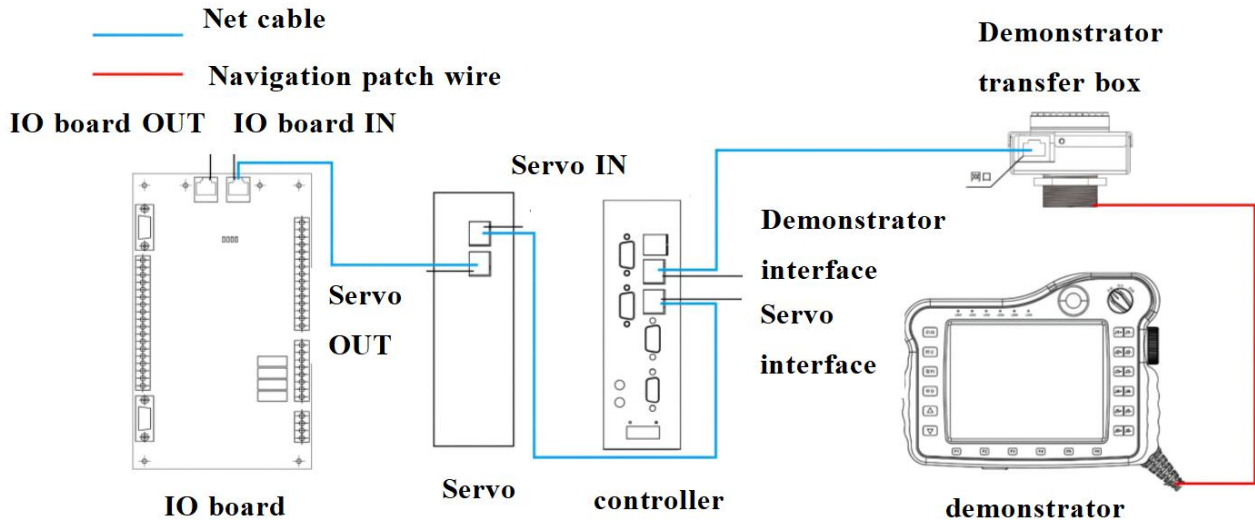 Net cable
Navigation patch wire
IO board OUT IO board IN
Demonstrator
transfer box
网口
Servo IN
Servo
OUT
Demonstrator
interface
Servo
interface
IO board
Servo
controller
demonstrator